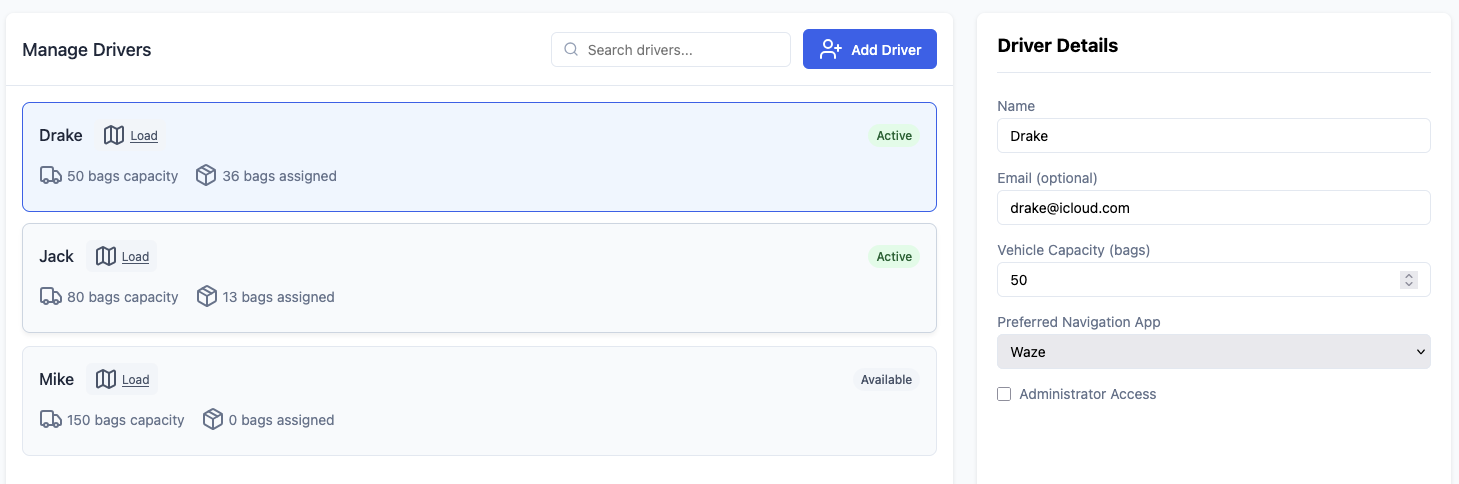 Manage Drivers
Search drivers...
Add Driver
Drake
Load
Active
50 bags capacity
36 bags assigned
Jack
Load
Active
80 bags capacity
13 bags assigned
Mike
Load
Available
150 bags capacity
0 bags assigned
Driver Details
Name
Drake
Email (optional)
drake@icloud.com
Vehicle Capacity (bags)
50
Preferred Navigation App
Waze
Administrator Access